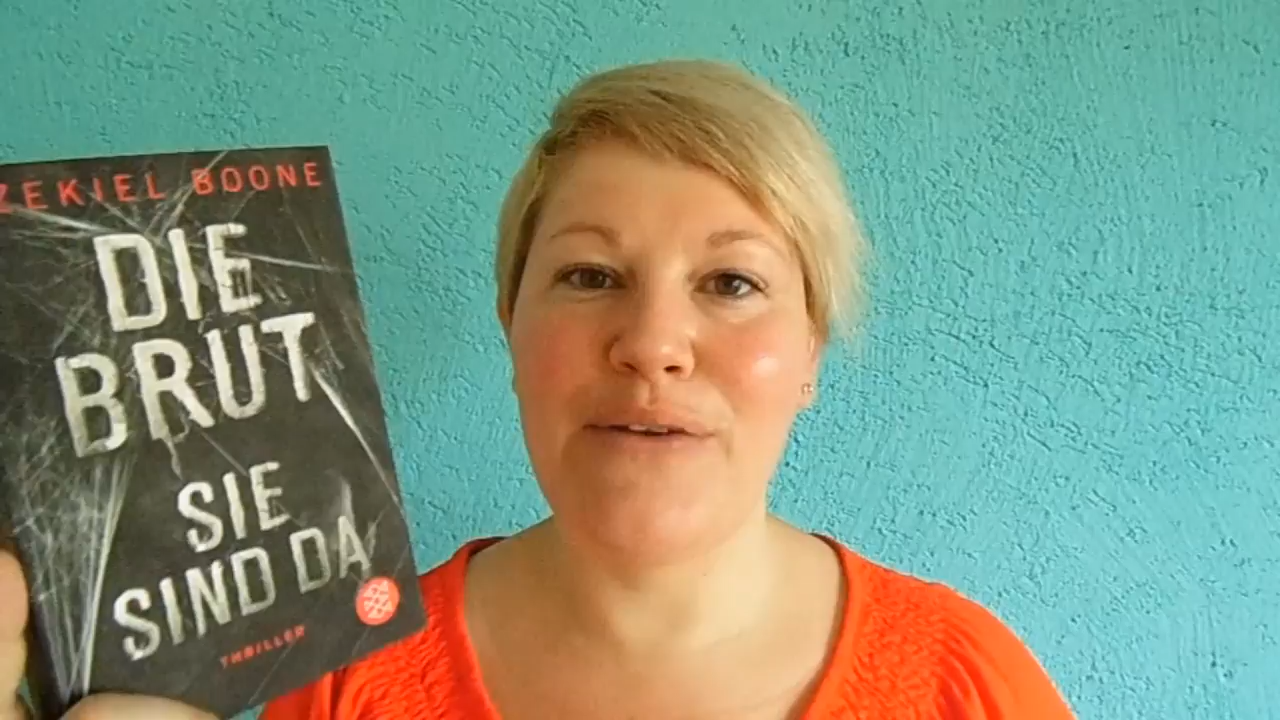 ZEKIEL BOONE
DIE
BRUT
SIE
SIND DA
THRILLER